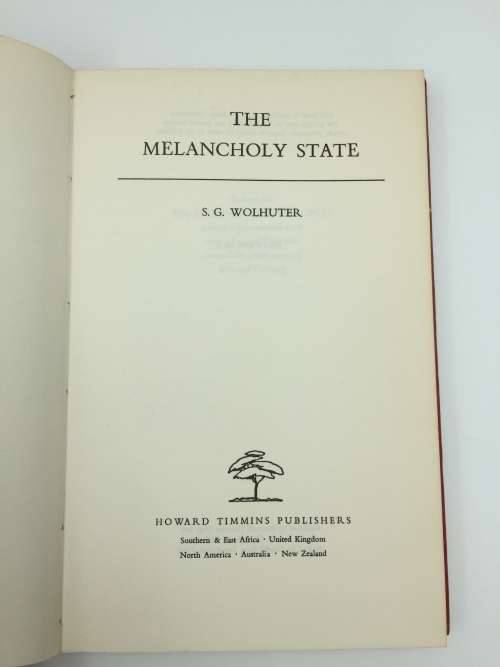 THE
MELANCHOLY STATE
S. G. WOLHUTER
HOWARD TIMMINS PUBLISHERS
Southern & East Africa · United Kingdom
North America · Australia · New Zealand